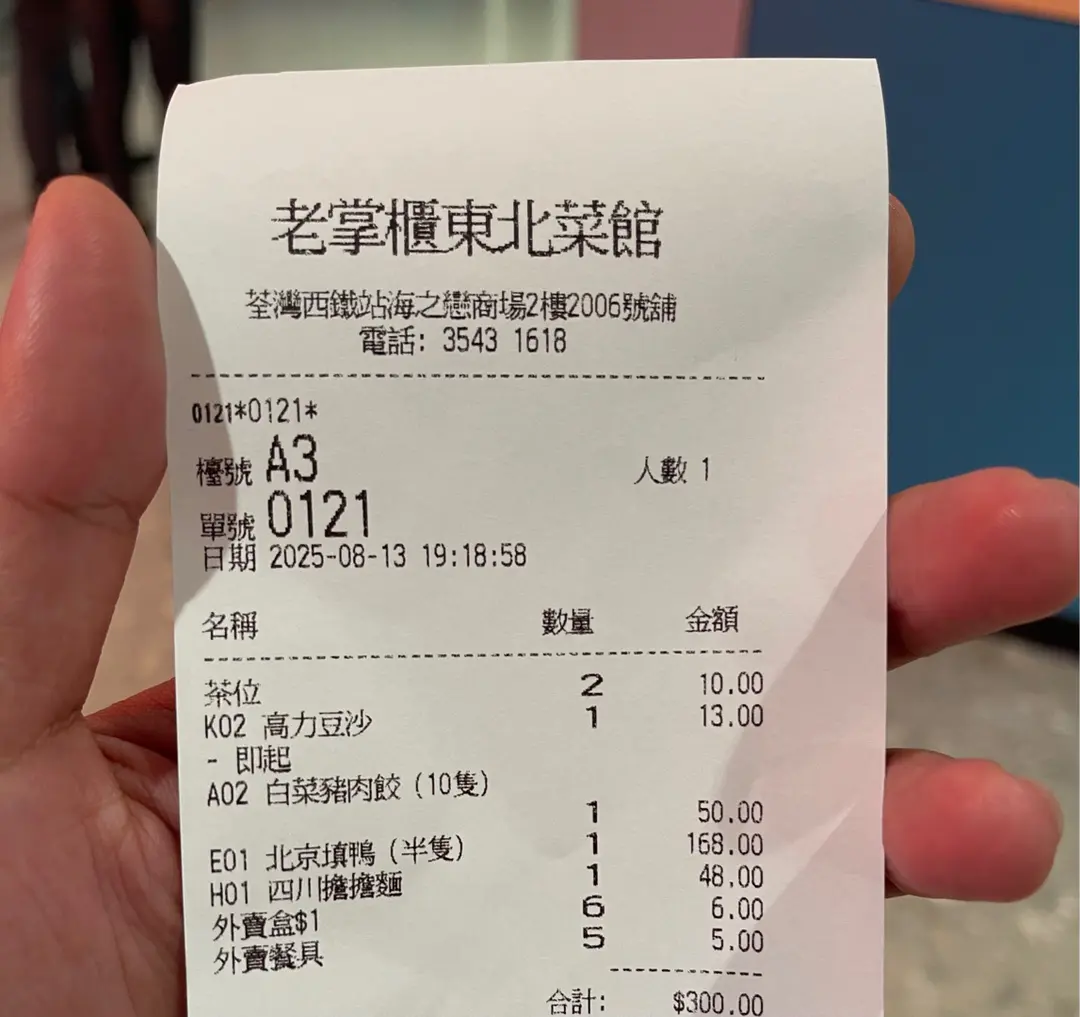 老掌櫃東北菜館
荃灣西鐵站海之戀商場2樓2006號舖
電話: 3543 1618
0121*0121*
檯號 A3 人數 1
單號 0121
日期 2025-08-13 19:18:58
名稱 數量 金額
茶位 2 10.00
K02 高力豆沙 1 13.00
- 即起
A02 白菜豬肉餃 (10隻)
1 50.00
E01 北京填鴨 (半隻) 1 168.00
H01 四川擔擔麵 1 48.00
外賣盒$1 6 6.00
外賣餐具 5 5.00
合計: $300.00